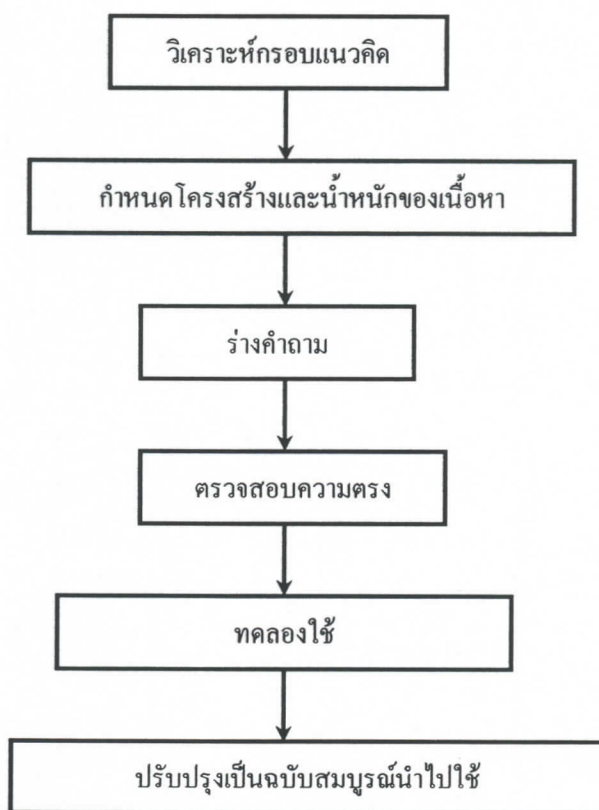 วิเคราะห์กรอบแนวคิด
กำหนดโครงสร้างและน้ำหนักของเนื้อหา
ร่างคำถาม
ตรวจสอบความตรง
ทดลองใช้
ปรับปรุงเป็นฉบับสมบูรณ์นำไปใช้